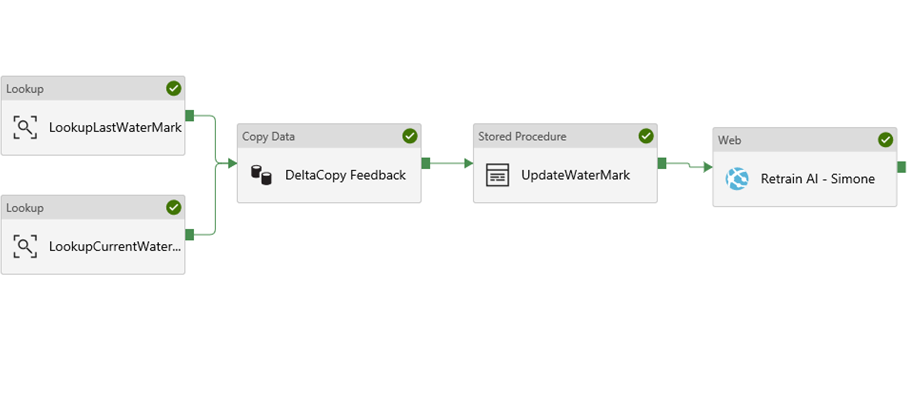 Lookup
LookupLastWaterMark
Lookup
LookupCurrentWater...
Copy Data
DeltaCopy Feedback
Stored Procedure
UpdateWaterMark
Web
Retrain AI - Simone